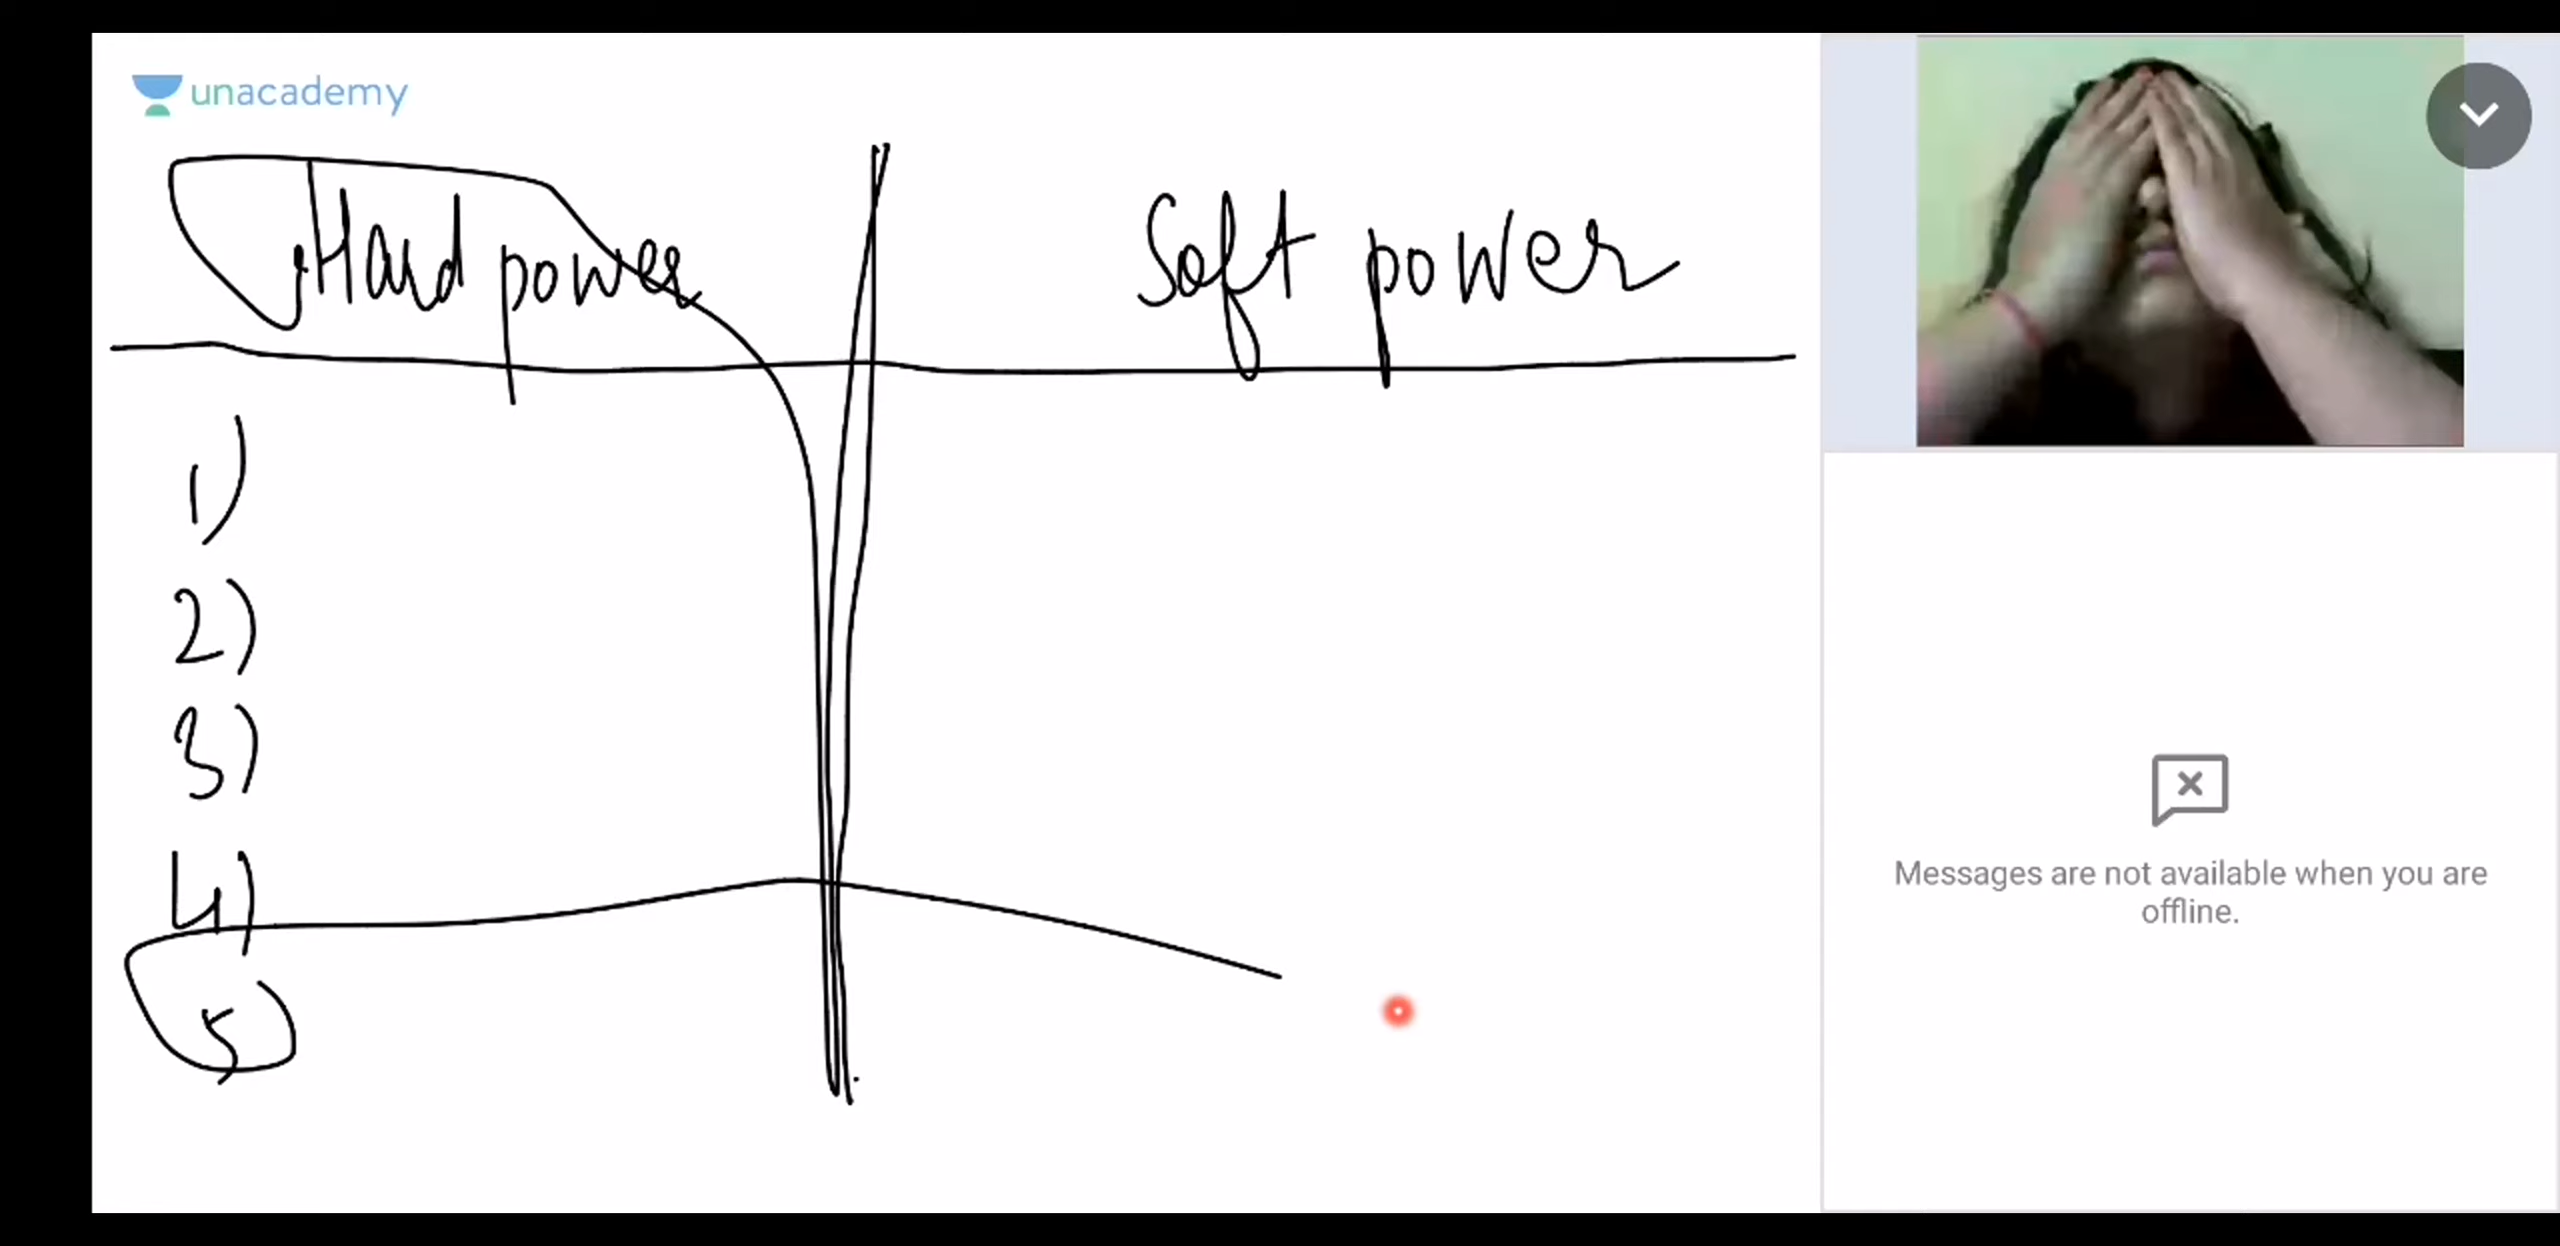 unacademy
Hard power
Soft power
1)
2)
3)
4)
5)
Messages are not available when you are
offline.